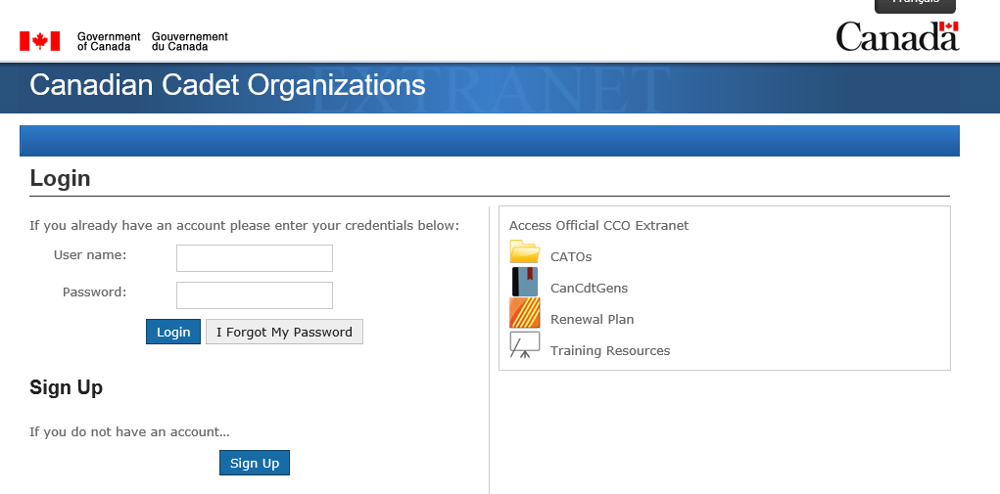 Français
Government of Canada
Gouvernement du Canada
Canada
EXTRANET
Canadian Cadet Organizations
Login
If you already have an account please enter your credentials below:
User name:
Password:
Login
I Forgot My Password
Sign Up
If you do not have an account...
Sign Up
Access Official CCO Extranet
CATOs
CanCdtGens
Renewal Plan
Training Resources